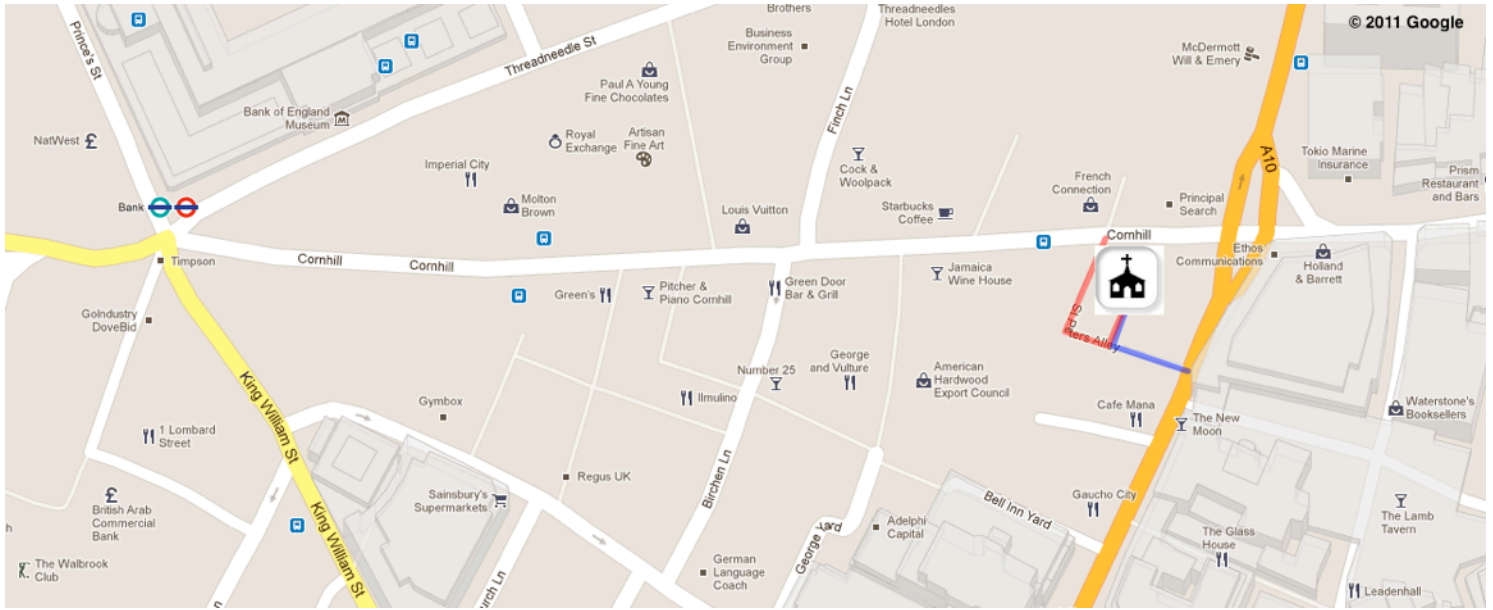 © 2011 Google
Brothers
Threadneedles
Hotel London
Prince's St
Threadneedle St
Business
Environment
Group
McDermott
Will & Emery
Paul A Young
Fine Chocolates
Bank of England
Museum
Finch Ln
NatWest
£
Royal
Exchange
Artisan
Fine Art
Imperial City
Cock &
Woolpack
A10
Tokio Marine
Insurance
French
Connection
Principal
Search
Prism
Restaurant
and Bars
Bank
Molton
Brown
Louis Vuitton
Starbucks
Coffee
Cornhill
Timpson
Cornhill
Cornhill
Ethos
Communications
Holland
& Barrett
Green's
Pitcher &
Piano Cornhill
Green Door
Bar & Grill
Jamaica
Wine House
GoIndustry
DoveBid
St Peters Alley
King William St
Number 25
George
and Vulture
American
Hardwood
Export Council
Gymbox
Ilmulino
Cafe Mana
The New
Moon
Waterstone's
Booksellers
1 Lombard
Street
Regus UK
Birchen Ln
Sainsbury's
Supermarkets
£
British Arab
Commercial
Bank
King William St
Bell Inn Yard
Gaucho City
George Yard
Adelphi
Capital
The Glass
House
The Lamb
Tavern
The Walbrook
Club
German
Language
Coach
urch Ln
Leadenhall